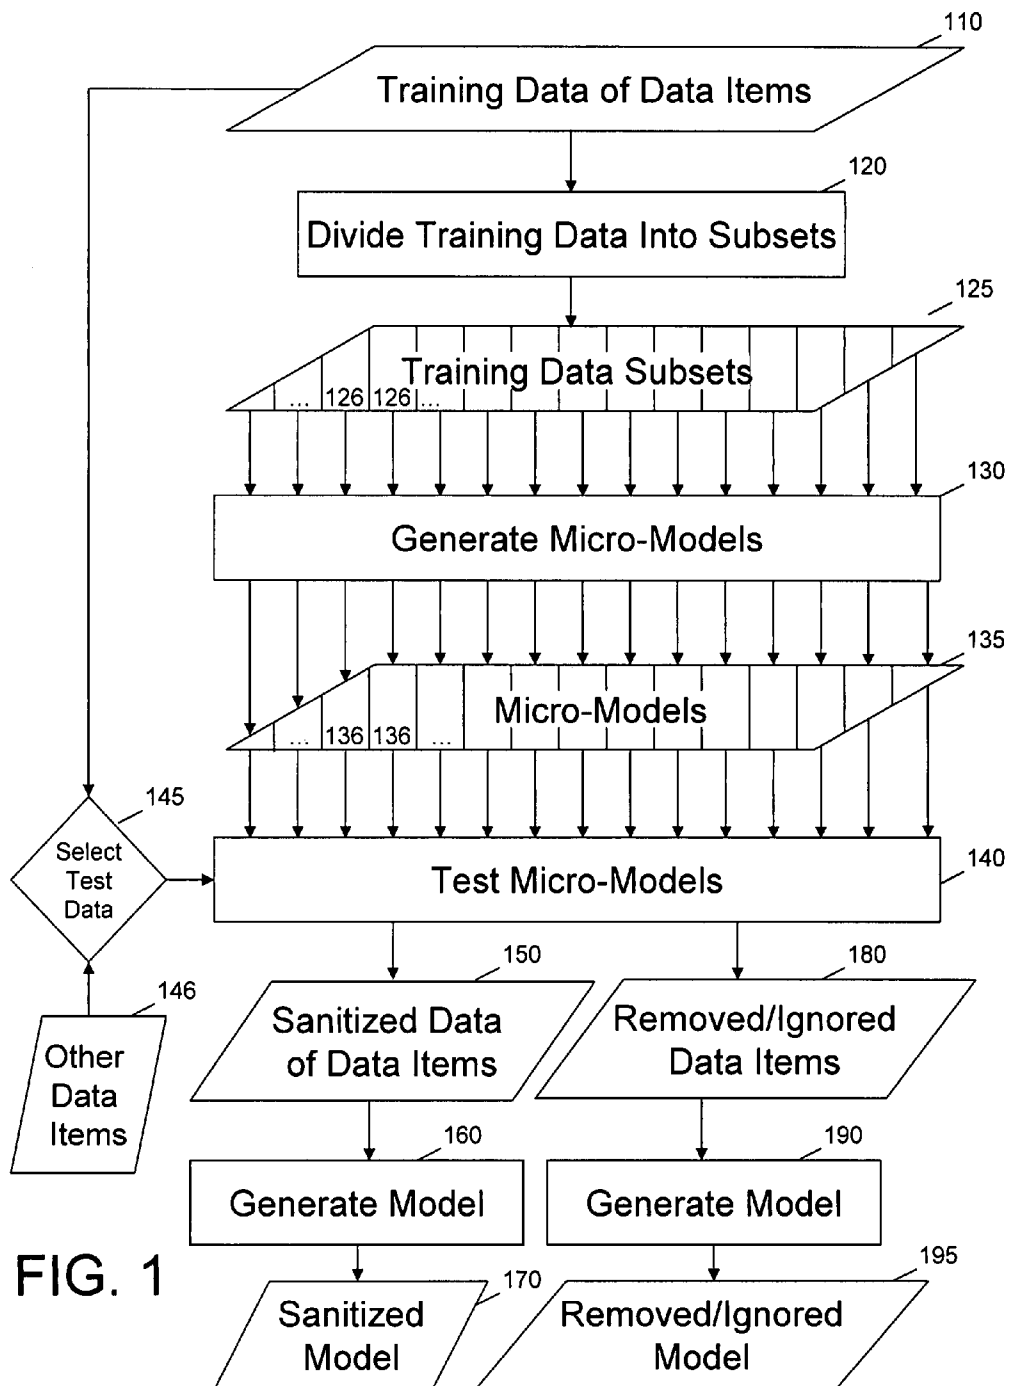 110
Training Data of Data Items
120
Divide Training Data Into Subsets
125
Training Data Subsets
... 126 126 ...
130
Generate Micro-Models
135
Micro-Models
... 136 136 ...
145
Select
Test
Data
Test Micro-Models
140
150
180
146
Sanitized Data
of Data Items
Removed/Ignored
Data Items
Other
Data
Items
160
190
Generate Model
Generate Model
FIG. 1
170
195
Sanitized
Model
Removed/Ignored
Model